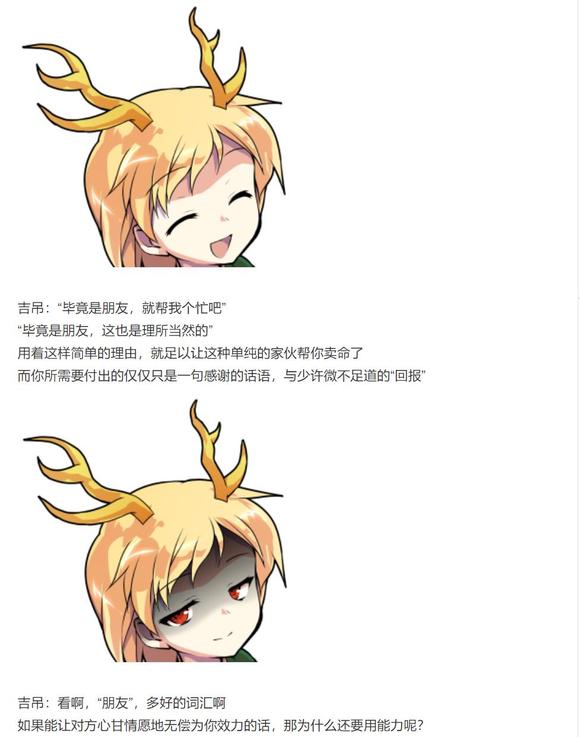 吉吊：“毕竟是朋友，就帮我个忙吧”
“毕竟是朋友，这也是理所当然的”
用着这样简单的理由，就足以让这种单纯的家伙帮你卖命了
而你所需要付出的仅仅只是一句感谢的话语，与少许微不足道的“回报”
吉吊：看啊，“朋友”，多好的词汇啊
如果能让对方心甘情愿地无偿为你效力的话，那为什么还要用能力呢？